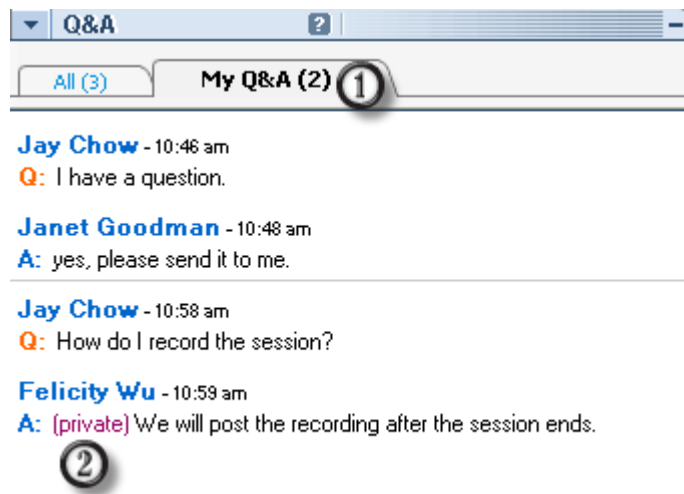 Q&A ?
All (3) My Q&A (2) 1
Jay Chow - 10:46 am
Q: I have a question.
Janet Goodman - 10:48 am
A: yes, please send it to me.
Jay Chow - 10:58 am
Q: How do I record the session?
Felicity Wu - 10:59 am
A: (private) We will post the recording after the session ends.
2